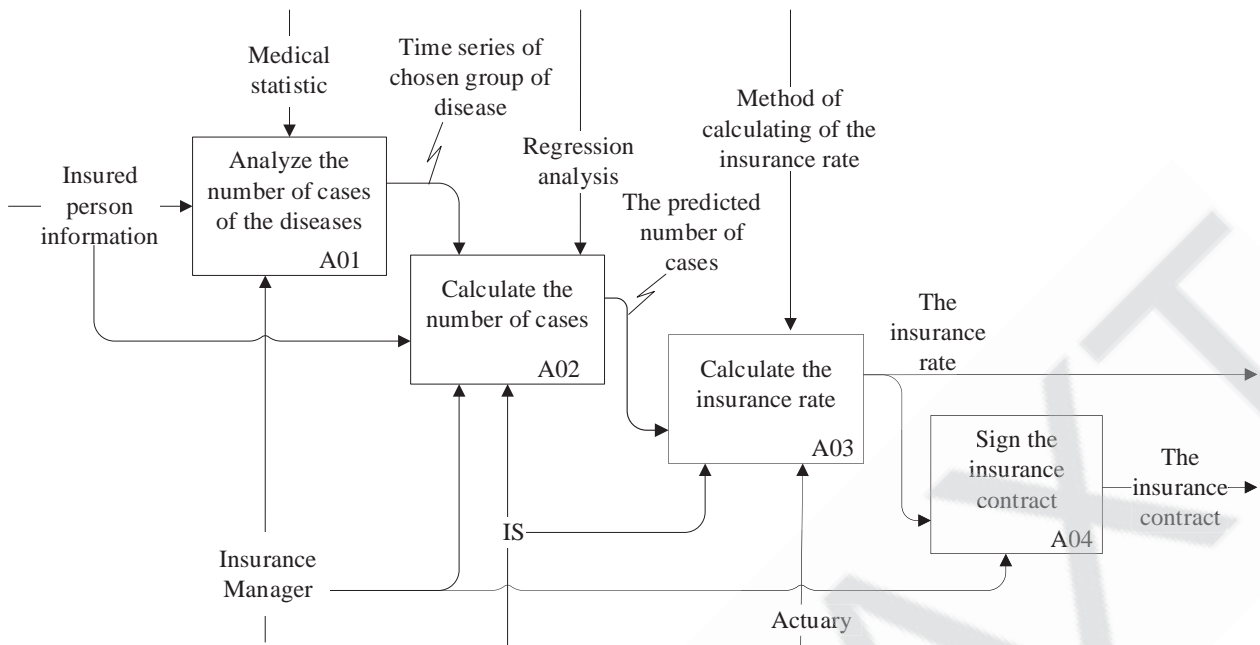 Medical
statistic
Time series of
chosen group of
disease
Regression
analysis
Method of
calculating of the
insurance rate
Insured
person
information
Analyze the
number of cases
of the diseases
A01
The predicted
number of
cases
Calculate the
number of cases
A02
The
insurance
rate
Calculate the
insurance rate
A03
Sign the
insurance
contract
A04
The
insurance
contract
IS
Insurance
Manager
Actuary